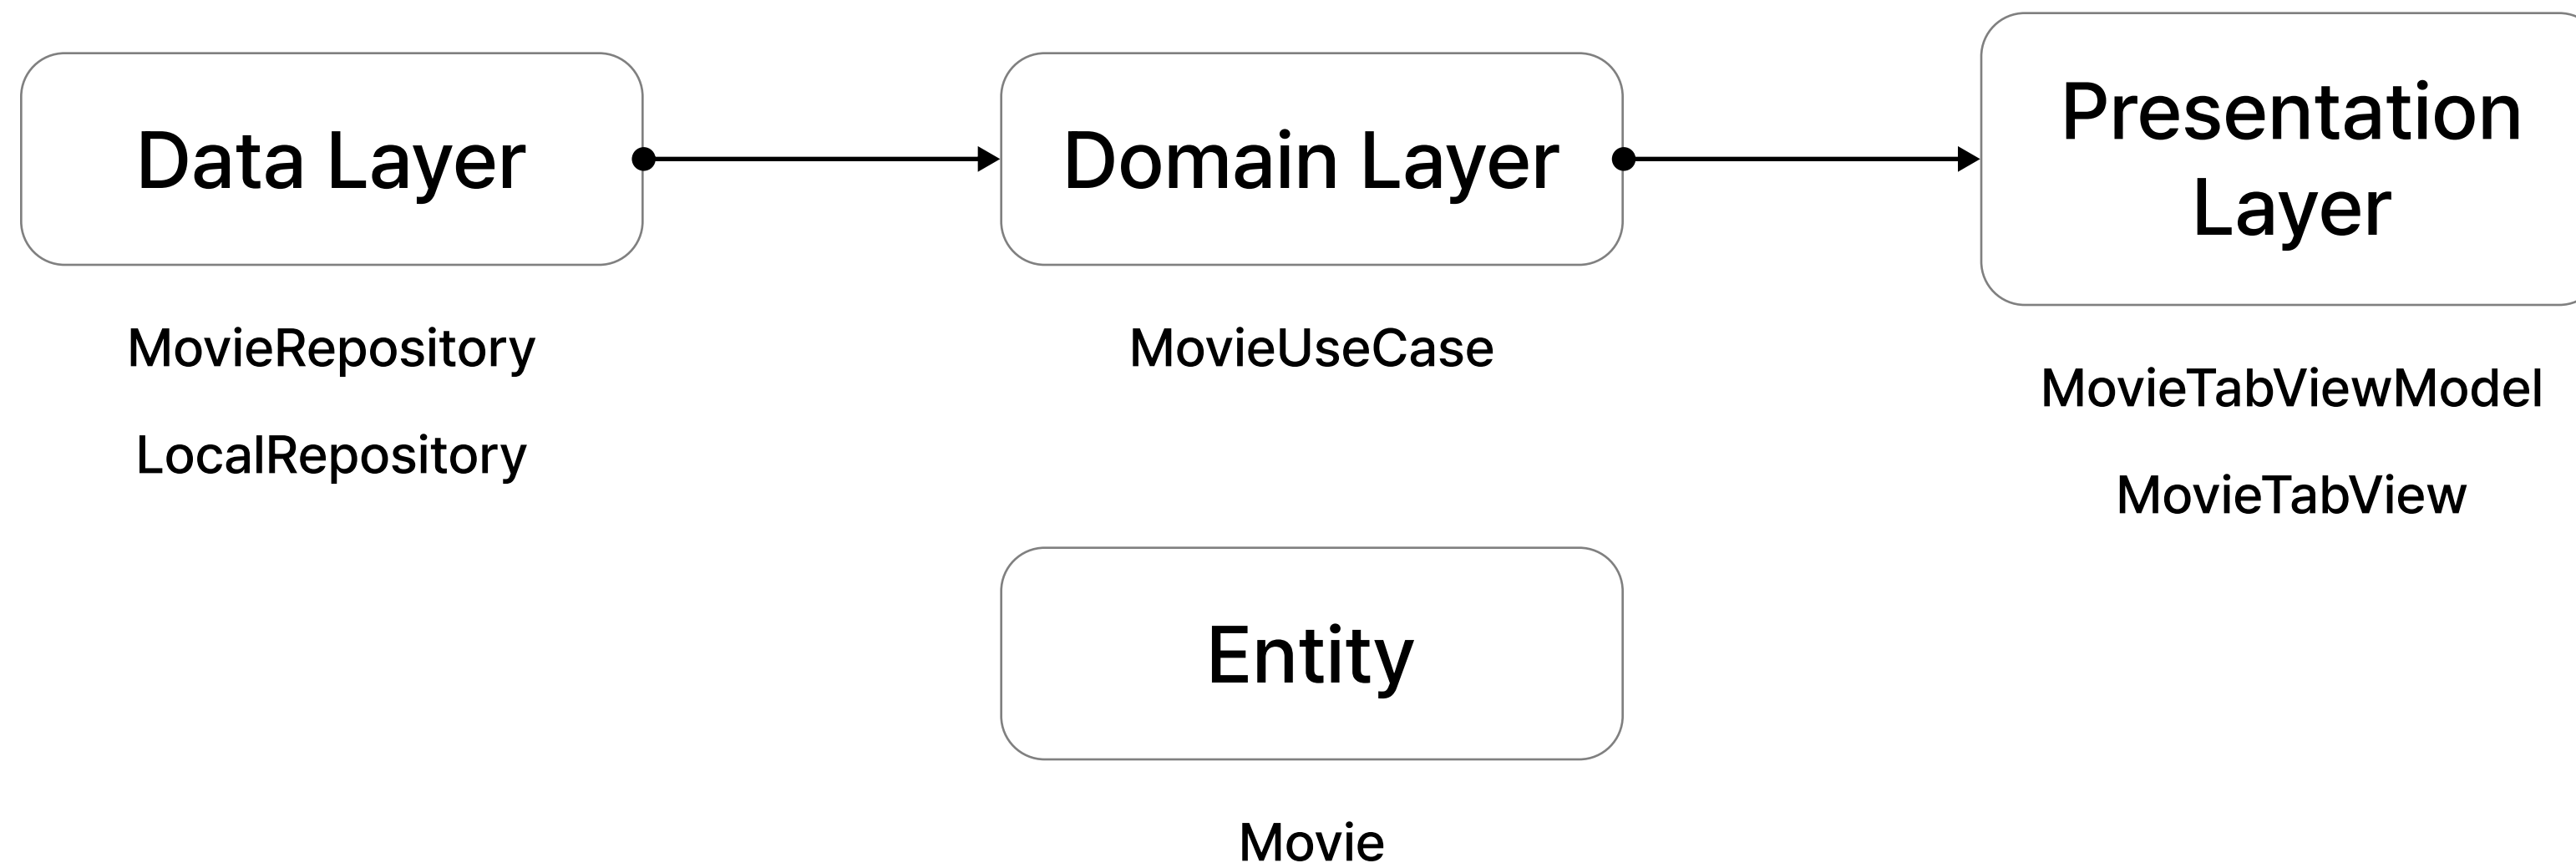 Data Layer
MovieRepository
LocalRepository
Domain Layer
MovieUseCase
Presentation
Layer
MovieTabViewModel
MovieTabView
Entity
Movie